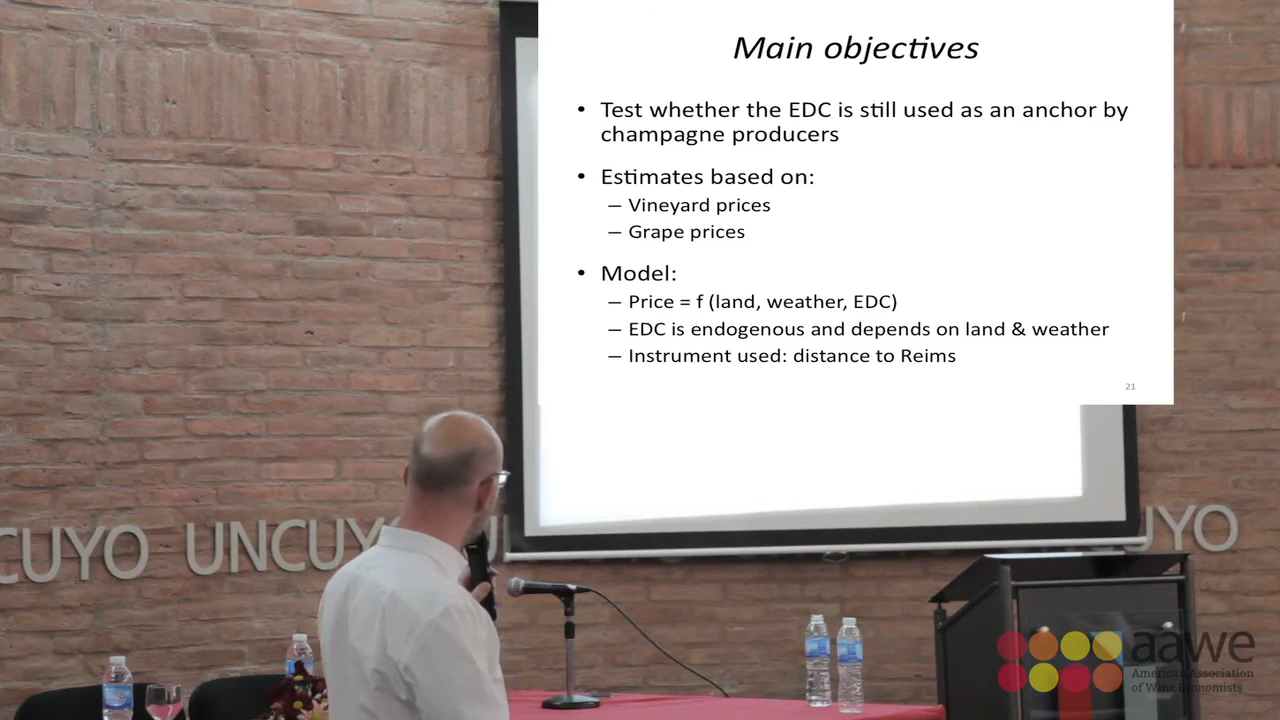 Main objectives
• Test whether the EDC is still used as an anchor by
champagne producers
• Estimates based on:
– Vineyard prices
– Grape prices
• Model:
– Price = f (land, weather, EDC)
– EDC is endogenous and depends on land & weather
– Instrument used: distance to Reims
21
CUYO UNCUY U UYO
aawe
American Association
of Wine Economists